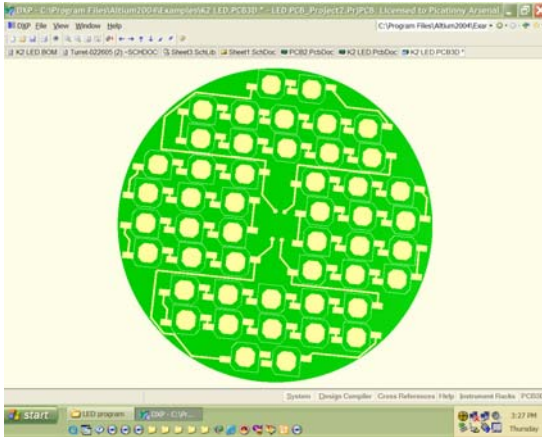 DXP - C:\Program Files\Altium2004\Examples\K2 LED.PCB3D * - LED PCB_Project2.PrjPCB. Licensed to Picatinny Arsenal
DXP File View Window Help
C:\Program Files\Altium2004\Exar
K2 LED BOM Turret-022605 (2).~SCHDOC Sheet3.SchLib Sheet1.SchDoc PCB2.PcbDoc K2 LED.PcbDoc K2 LED.PCB3D *
System Design Compiler Cross References Help Instrument Racks PCB3D
start LED program DXP - C:\Pr...
3:27 PM
Thursday